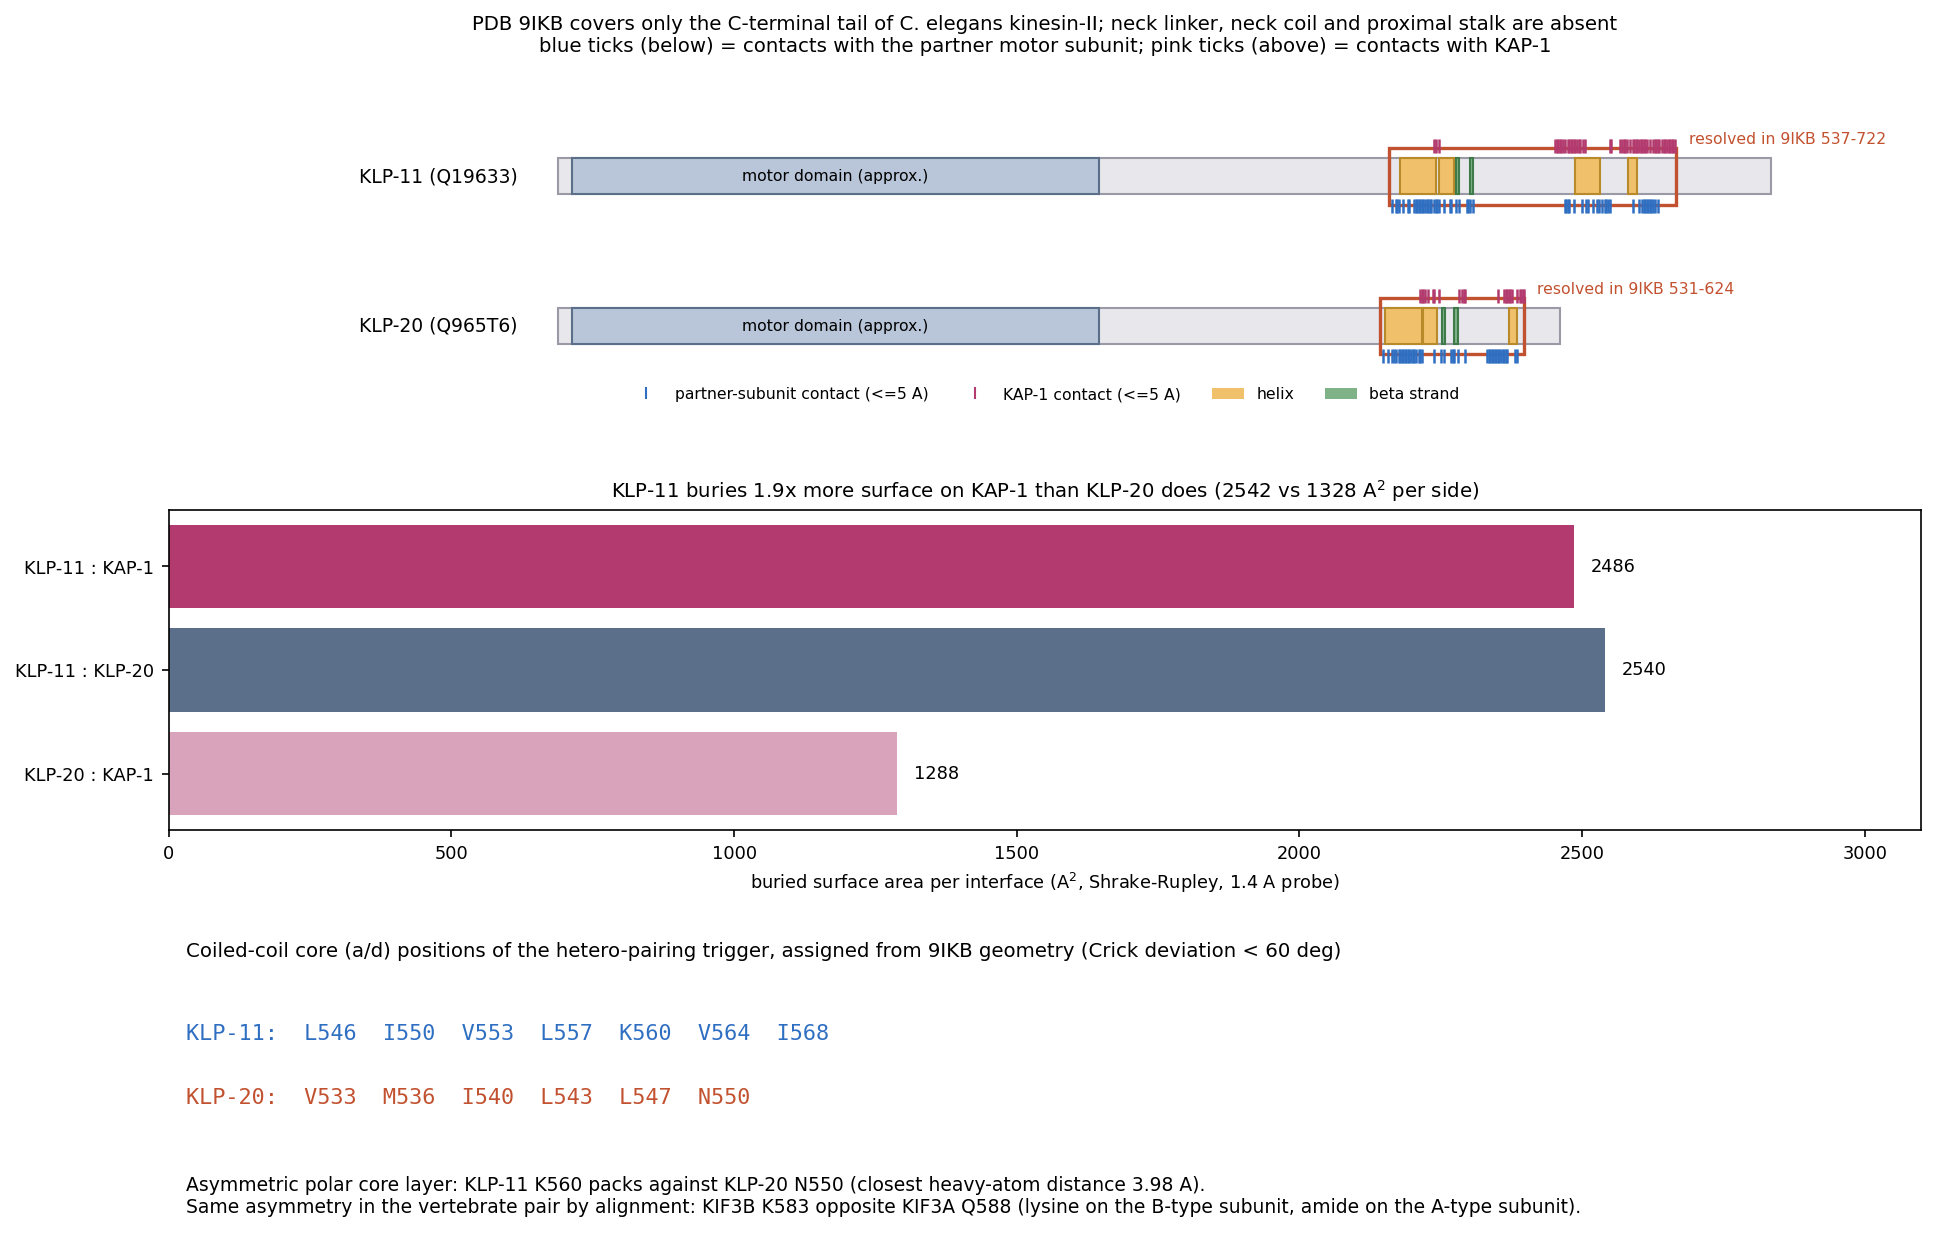 PDB 9IKB covers only the C-terminal tail of C. elegans kinesin-II; neck linker, neck coil and proximal stalk are absent
blue ticks (below) = contacts with the partner motor subunit; pink ticks (above) = contacts with KAP-1
resolved in 9IKB 537-722
KLP-11 (Q19633)
motor domain (approx.)
resolved in 9IKB 531-624
KLP-20 (Q965T6)
motor domain (approx.)
partner-subunit contact (<=5 A)
KAP-1 contact (<=5 A)
helix
beta strand
KLP-11 buries 1.9x more surface on KAP-1 than KLP-20 does (2542 vs 1328 A² per side)
KLP-11 : KAP-1
2486
KLP-11 : KLP-20
2540
KLP-20 : KAP-1
1288
0 500 1000 1500 2000 2500 3000
buried surface area per interface (A², Shrake-Rupley, 1.4 A probe)
Coiled-coil core (a/d) positions of the hetero-pairing trigger, assigned from 9IKB geometry (Crick deviation < 60 deg)
KLP-11: L546 I550 V553 L557 K560 V564 I568
KLP-20: V533 M536 I540 L543 L547 N550
Asymmetric polar core layer: KLP-11 K560 packs against KLP-20 N550 (closest heavy-atom distance 3.98 A).
Same asymmetry in the vertebrate pair by alignment: KIF3B K583 opposite KIF3A Q588 (lysine on the B-type subunit, amide on the A-type subunit).